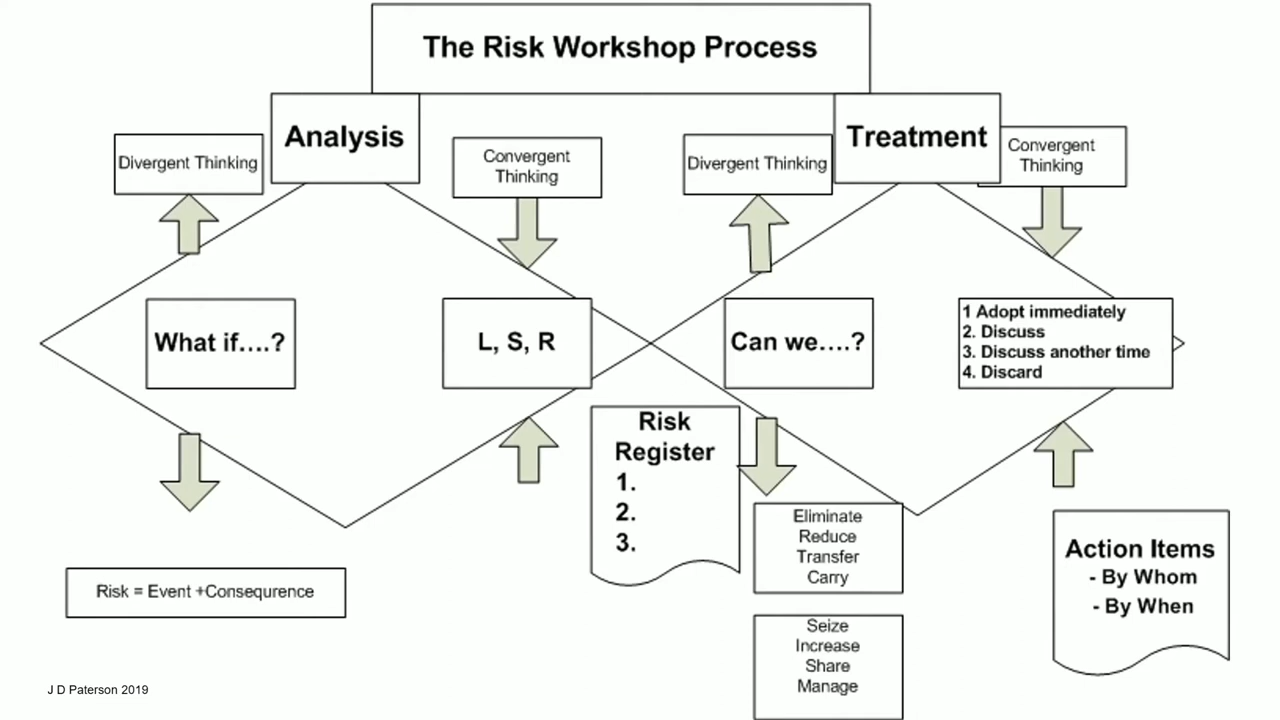 The Risk Workshop Process
Analysis
Treatment
Divergent Thinking
Convergent
Thinking
Divergent Thinking
Convergent
Thinking
What if....?
L, S, R
Can we....?
1 Adopt immediately
2. Discuss
3. Discuss another time
4. Discard
Risk
Register
1.
2.
3.
Eliminate
Reduce
Transfer
Carry
Seize
Increase
Share
Manage
Action Items
- By Whom
- By When
Risk = Event +Consequrence
J D Paterson 2019